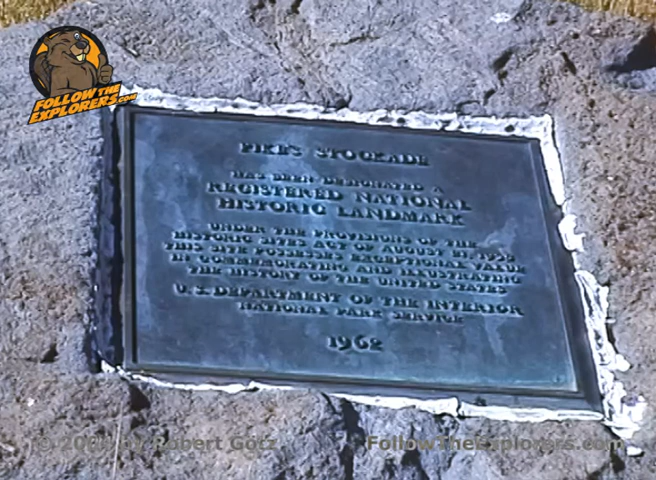 FOLLOW THE
EXPLORERS.com
PIKE'S STOCKADE
HAS BEEN DESIGNATED A
REGISTERED NATIONAL
HISTORIC LANDMARK
UNDER THE PROVISIONS OF THE
HISTORIC SITES ACT OF AUGUST 21, 1935
THIS SITE POSSESSES EXCEPTIONAL VALUE
IN COMMEMORATING AND ILLUSTRATING
THE HISTORY OF THE UNITED STATES
U.S. DEPARTMENT OF THE INTERIOR
NATIONAL PARK SERVICE
1962
by Robert Gotz FollowTheExplorers.com